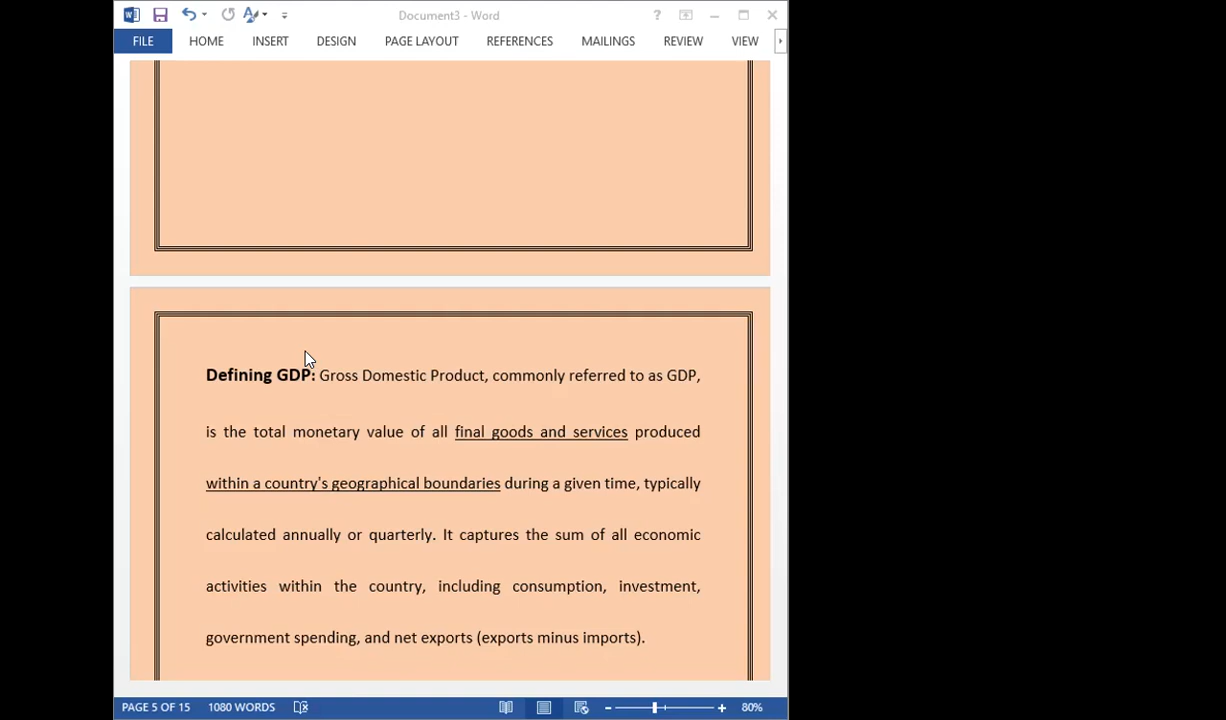 Document3 - Word
?
FILE HOME INSERT DESIGN PAGE LAYOUT REFERENCES MAILINGS REVIEW VIEW
Defining GDP: Gross Domestic Product, commonly referred to as GDP,
is the total monetary value of all final goods and services produced
within a country's geographical boundaries during a given time, typically
calculated annually or quarterly. It captures the sum of all economic
activities within the country, including consumption, investment,
government spending, and net exports (exports minus imports).
PAGE 5 OF 15 1080 WORDS 80%